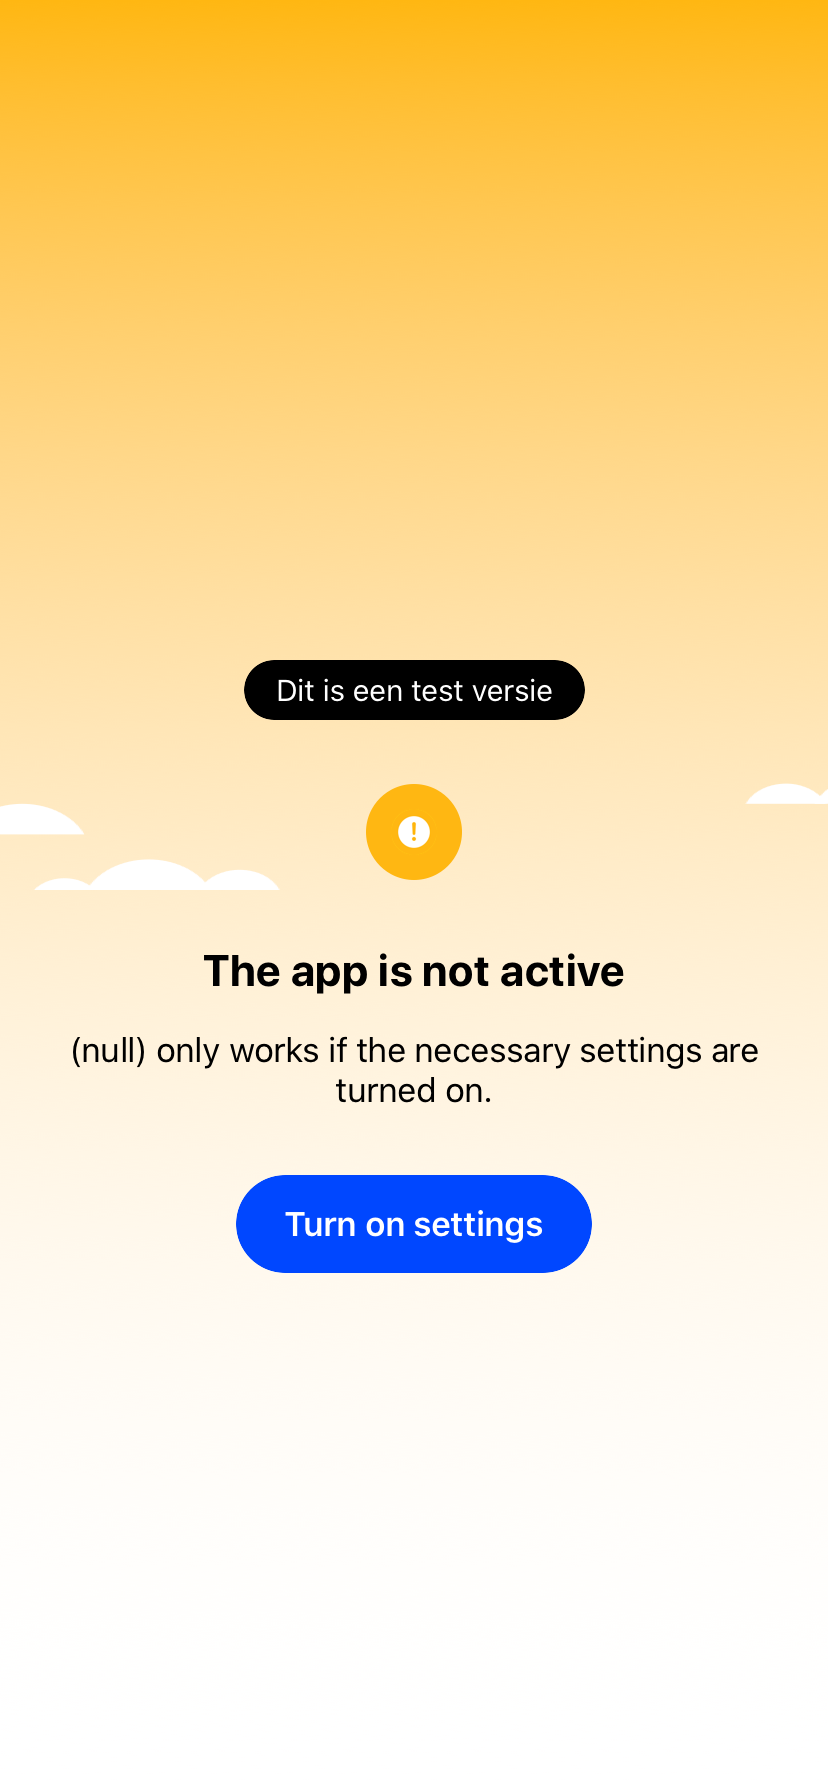 Dit is een test versie
The app is not active
(null) only works if the necessary settings are
turned on.
Turn on settings